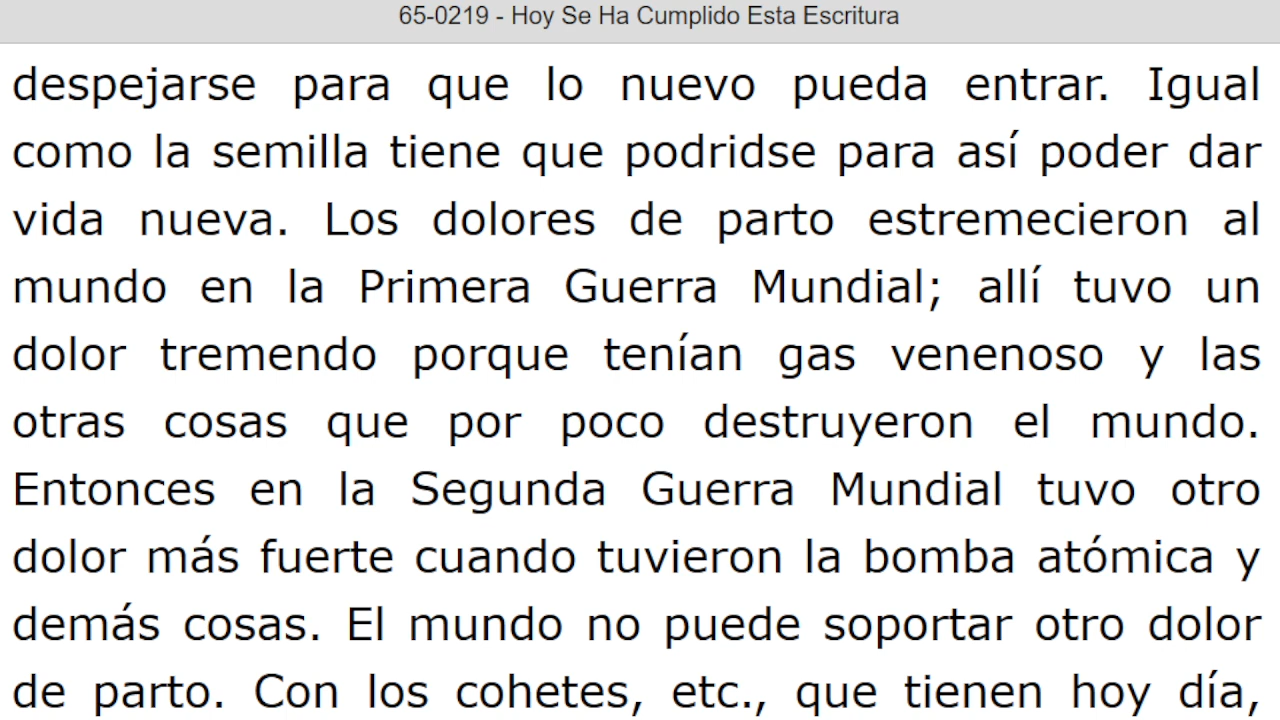 65-0219 - Hoy Se Ha Cumplido Esta Escritura
despejarse para que lo nuevo pueda entrar. Igual
como la semilla tiene que podridse para así poder dar
vida nueva. Los dolores de parto estremecieron al
mundo en la Primera Guerra Mundial; allí tuvo un
dolor tremendo porque tenían gas venenoso y las
otras cosas que por poco destruyeron el mundo.
Entonces en la Segunda Guerra Mundial tuvo otro
dolor más fuerte cuando tuvieron la bomba atómica y
demás cosas. El mundo no puede soportar otro dolor
de parto. Con los cohetes, etc., que tienen hoy día,